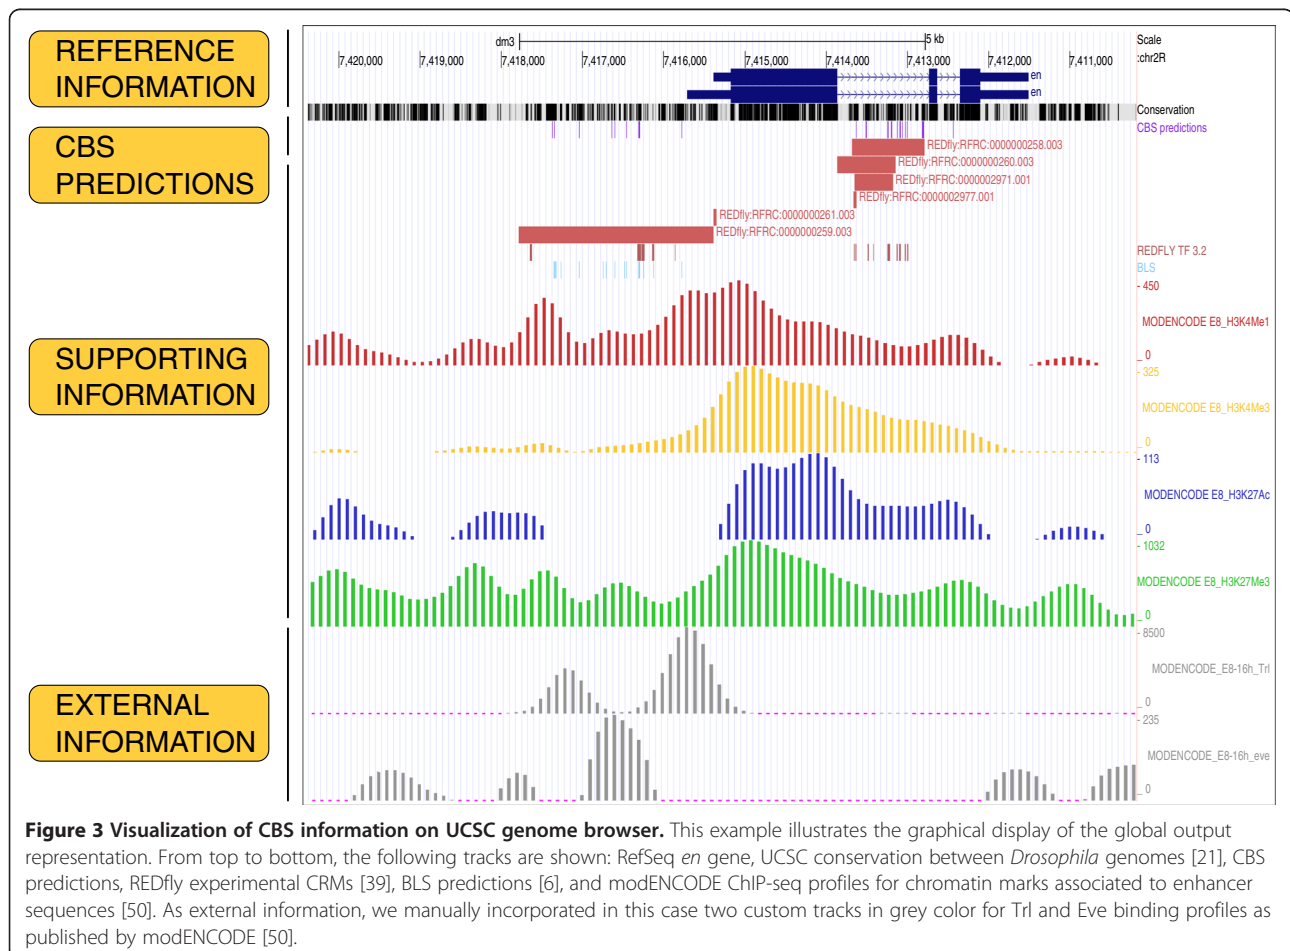 REFERENCE
INFORMATION
CBS
PREDICTIONS
SUPPORTING
INFORMATION
EXTERNAL
INFORMATION
dm3
5 kb
Scale
7,420,000 7,419,000 7,418,000 7,417,000 7,416,000 7,415,000 7,414,000 7,413,000 7,412,000 7,411,000
:chr2R
en
en
Conservation
CBS predictions
REDfly:RFRC:0000000258.003
REDfly:RFRC:0000000260.003
REDfly:RFRC:0000002971.001
REDfly:RFRC:0000002977.001
REDfly:RFRC:0000000261.003
REDfly:RFRC:0000000259.003
REDFLY TF 3.2
BLS
- 450
MODENCODE E8_H3K4Me1
_ 0
- 325
MODENCODE E8_H3K4Me3
_ 0
- 113
MODENCODE E8_H3K27Ac
_ 0
- 1032
MODENCODE E8_H3K27Me3
_ 0
- 8500
MODENCODE_E8-16h_Trl
_ 0
- 235
MODENCODE_E8-16h_eve
_ 0
Figure 3 Visualization of CBS information on UCSC genome browser. This example illustrates the graphical display of the global output
representation. From top to bottom, the following tracks are shown: RefSeq en gene, UCSC conservation between Drosophila genomes [21], CBS
predictions, REDfly experimental CRMs [39], BLS predictions [6], and modENCODE ChIP-seq profiles for chromatin marks associated to enhancer
sequences [50]. As external information, we manually incorporated in this case two custom tracks in grey color for Trl and Eve binding profiles as
published by modENCODE [50].